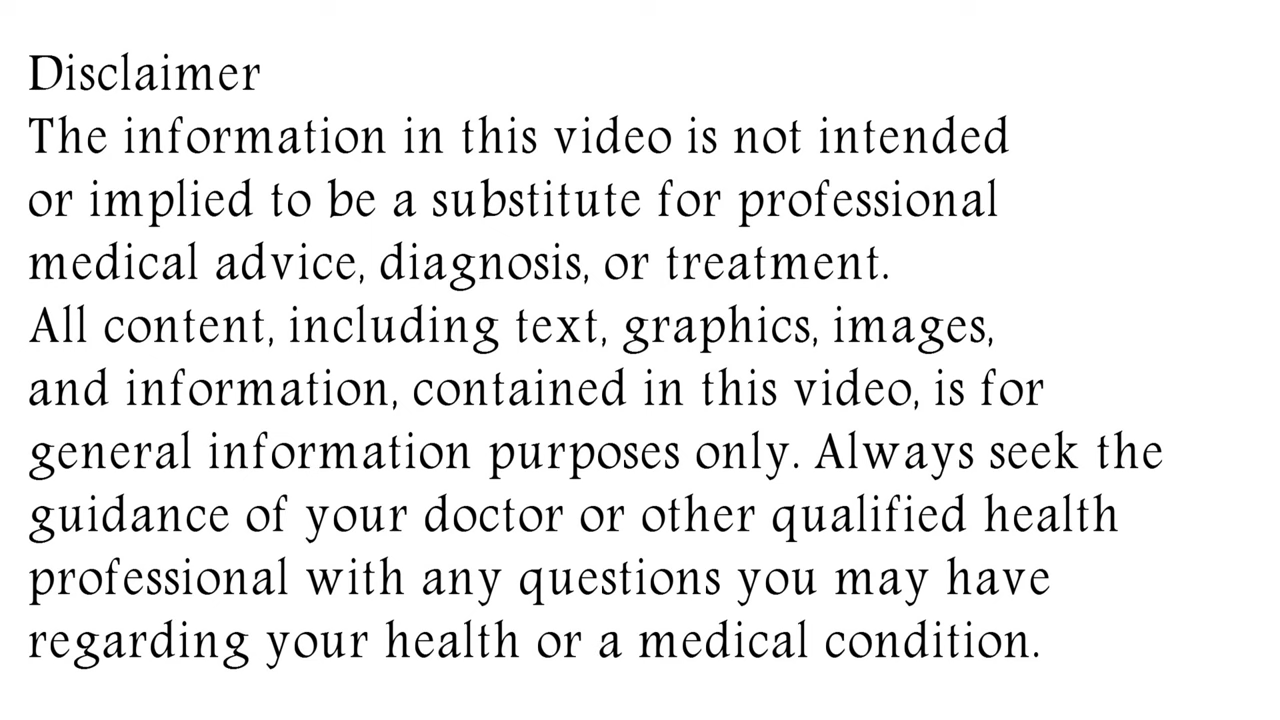 Disclaimer
The information in this video is not intended
or implied to be a substitute for professional
medical advice, diagnosis, or treatment.
All content, including text, graphics, images,
and information, contained in this video, is for
general information purposes only. Always seek the
guidance of your doctor or other qualified health
professional with any questions you may have
regarding your health or a medical condition.